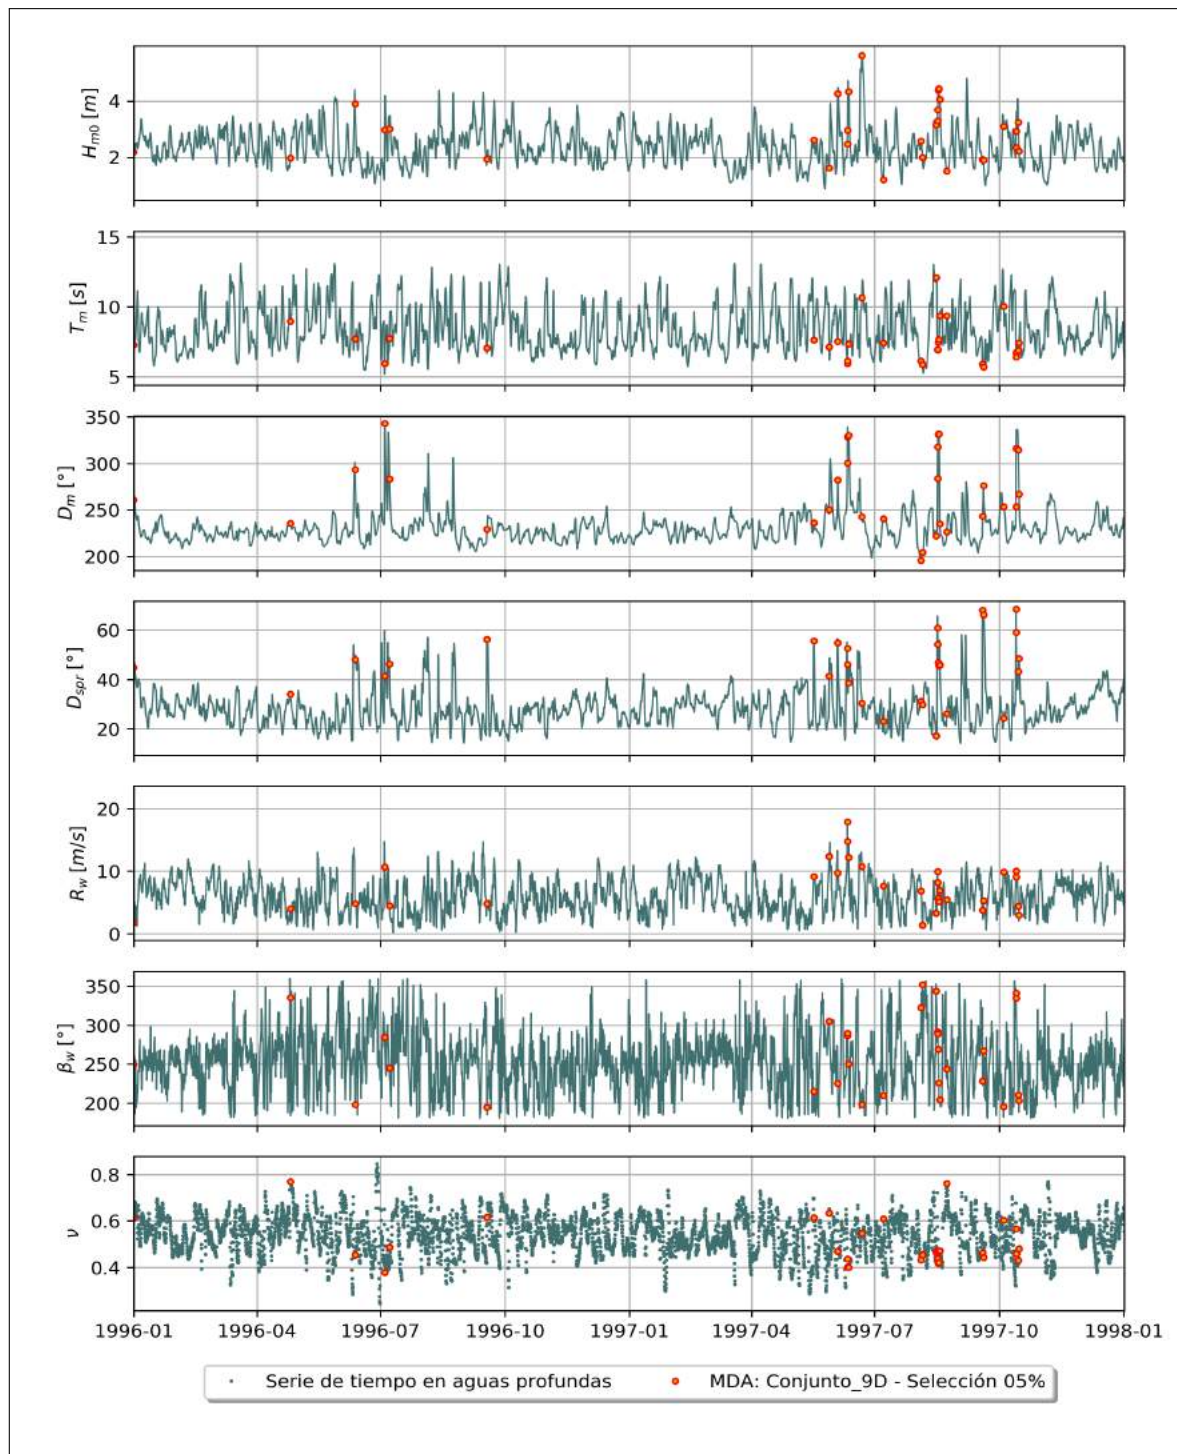 4
2
H_m0 [m]
15
10
5
T_m [s]
350
300
250
200
D_m [°]
60
40
20
D_spr [°]
20
10
0
R_w [m/s]
350
300
250
200
β_w [°]
0.8
0.6
0.4
ν
1996-01 1996-04 1996-07 1996-10 1997-01 1997-04 1997-07 1997-10 1998-01
Serie de tiempo en aguas profundas MDA: Conjunto_9D - Selección 05%